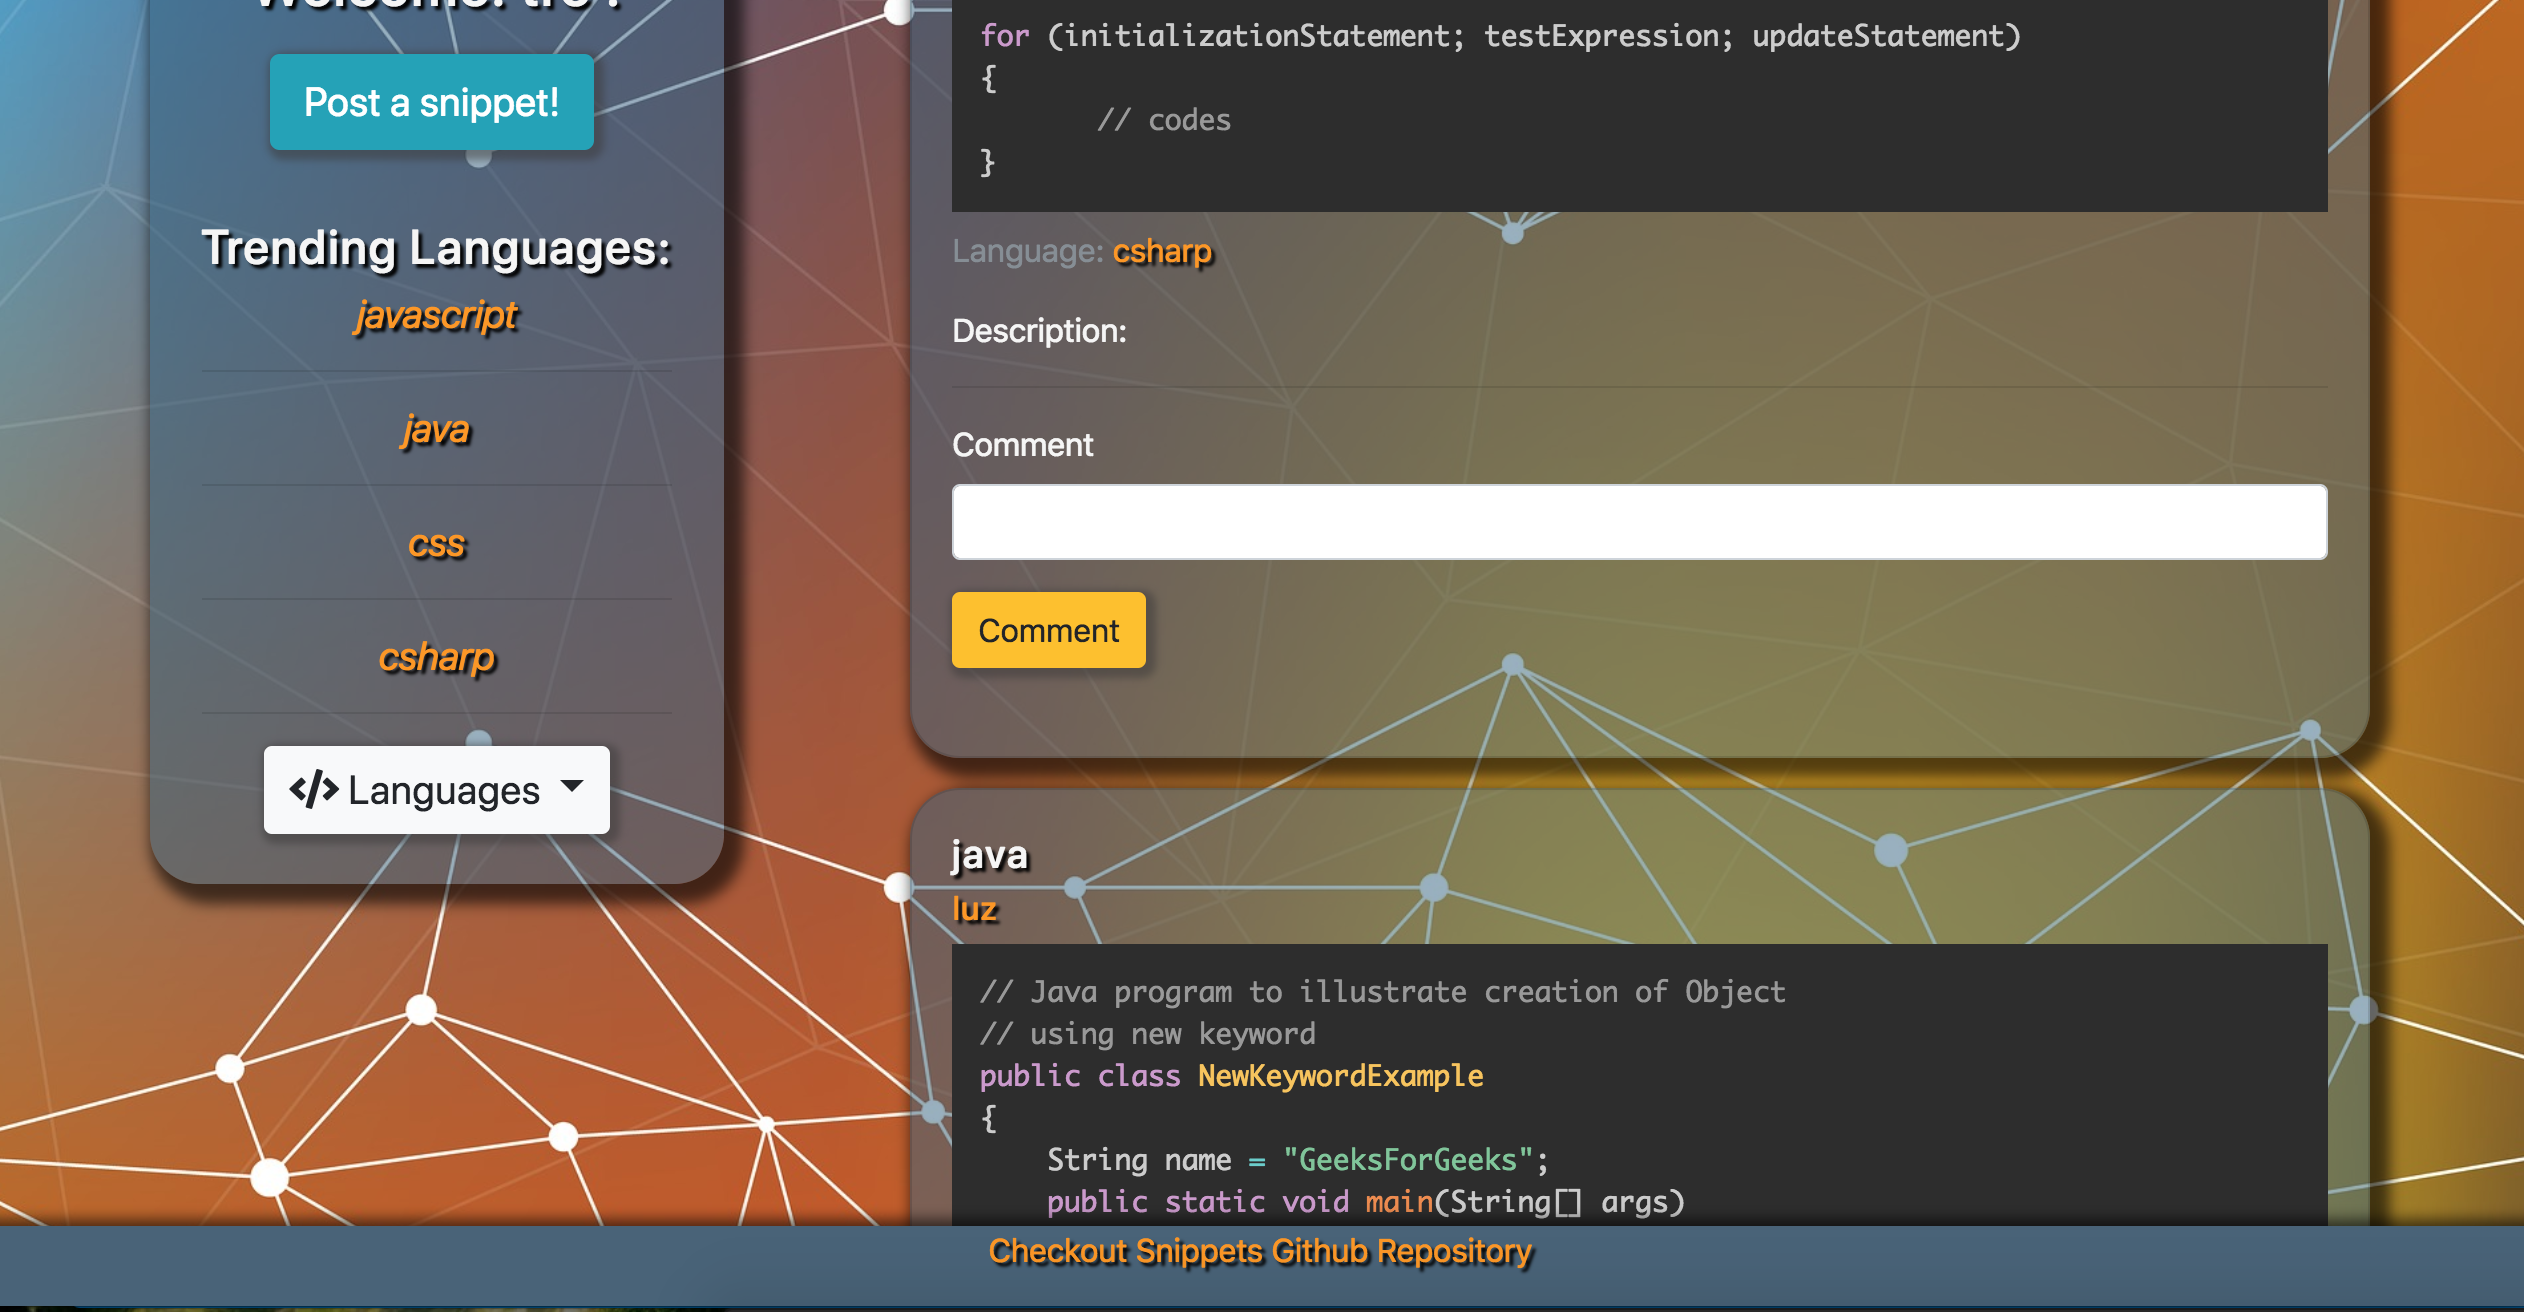 Post a snippet!
Trending Languages:
javascript
java
css
csharp
</> Languages
for (initializationStatement; testExpression; updateStatement)
{
// codes
}
Language: csharp
Description:
Comment
Comment
java
luz
// Java program to illustrate creation of Object
// using new keyword
public class NewKeywordExample
{
String name = "GeeksForGeeks";
public static void main(String[] args)
Checkout Snippets Github Repository